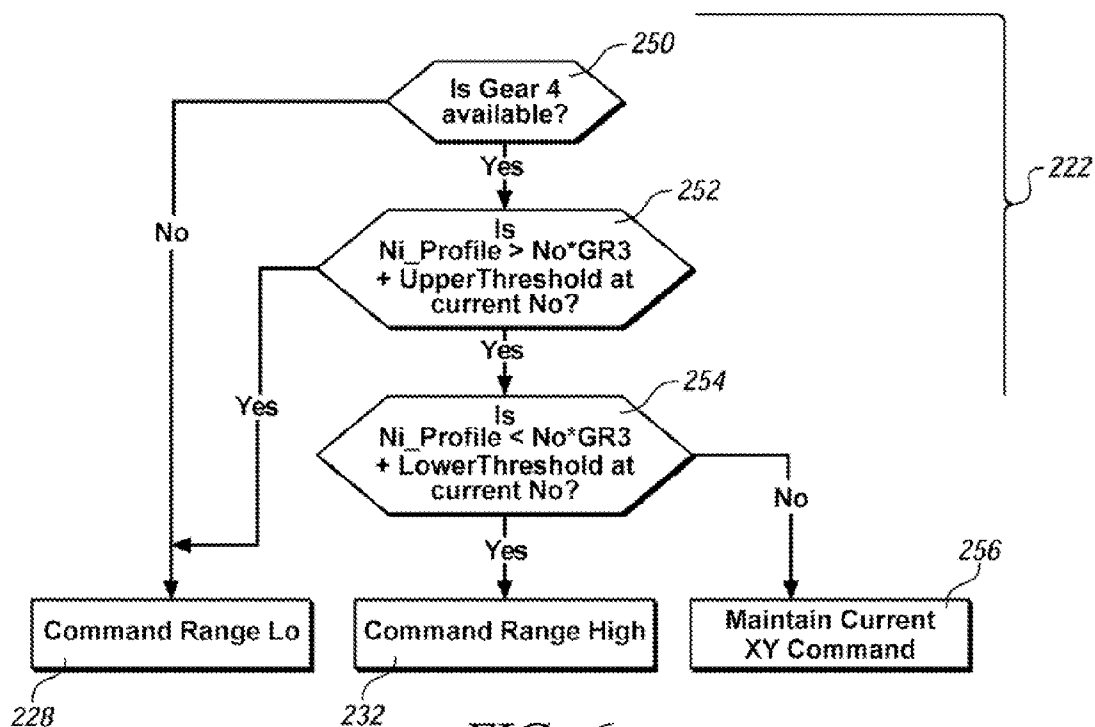 250
Is Gear 4
available?
Yes
222
252
No
Is
Ni_Profile > No*GR3
+ UpperThreshold at
current No?
Yes
254
Yes
Is
Ni_Profile < No*GR3
+ LowerThreshold at
current No?
No
Yes
256
Command Range Lo
Command Range High
Maintain Current
XY Command
228
232